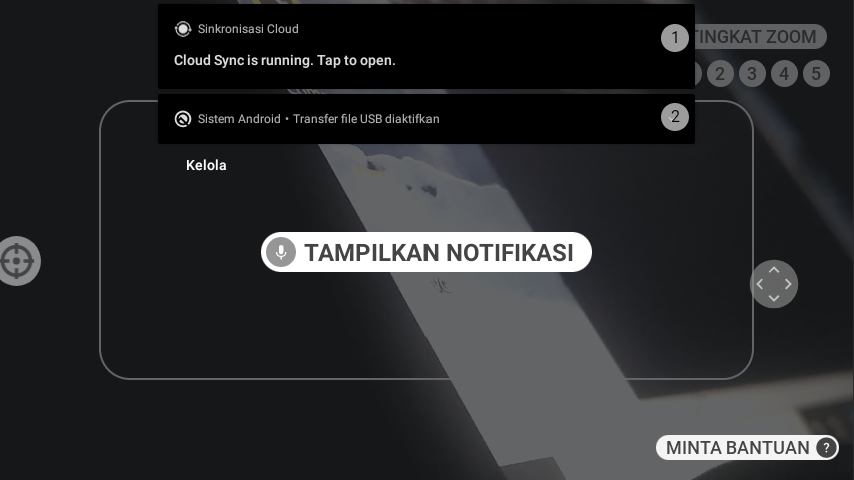 Sinkronisasi Cloud
1
Cloud Sync is running. Tap to open.
TINGKAT ZOOM
2 3 4 5
Sistem Android • Transfer file USB diaktifkan
2
Kelola
TAMPILKAN NOTIFIKASI
MINTA BANTUAN ?